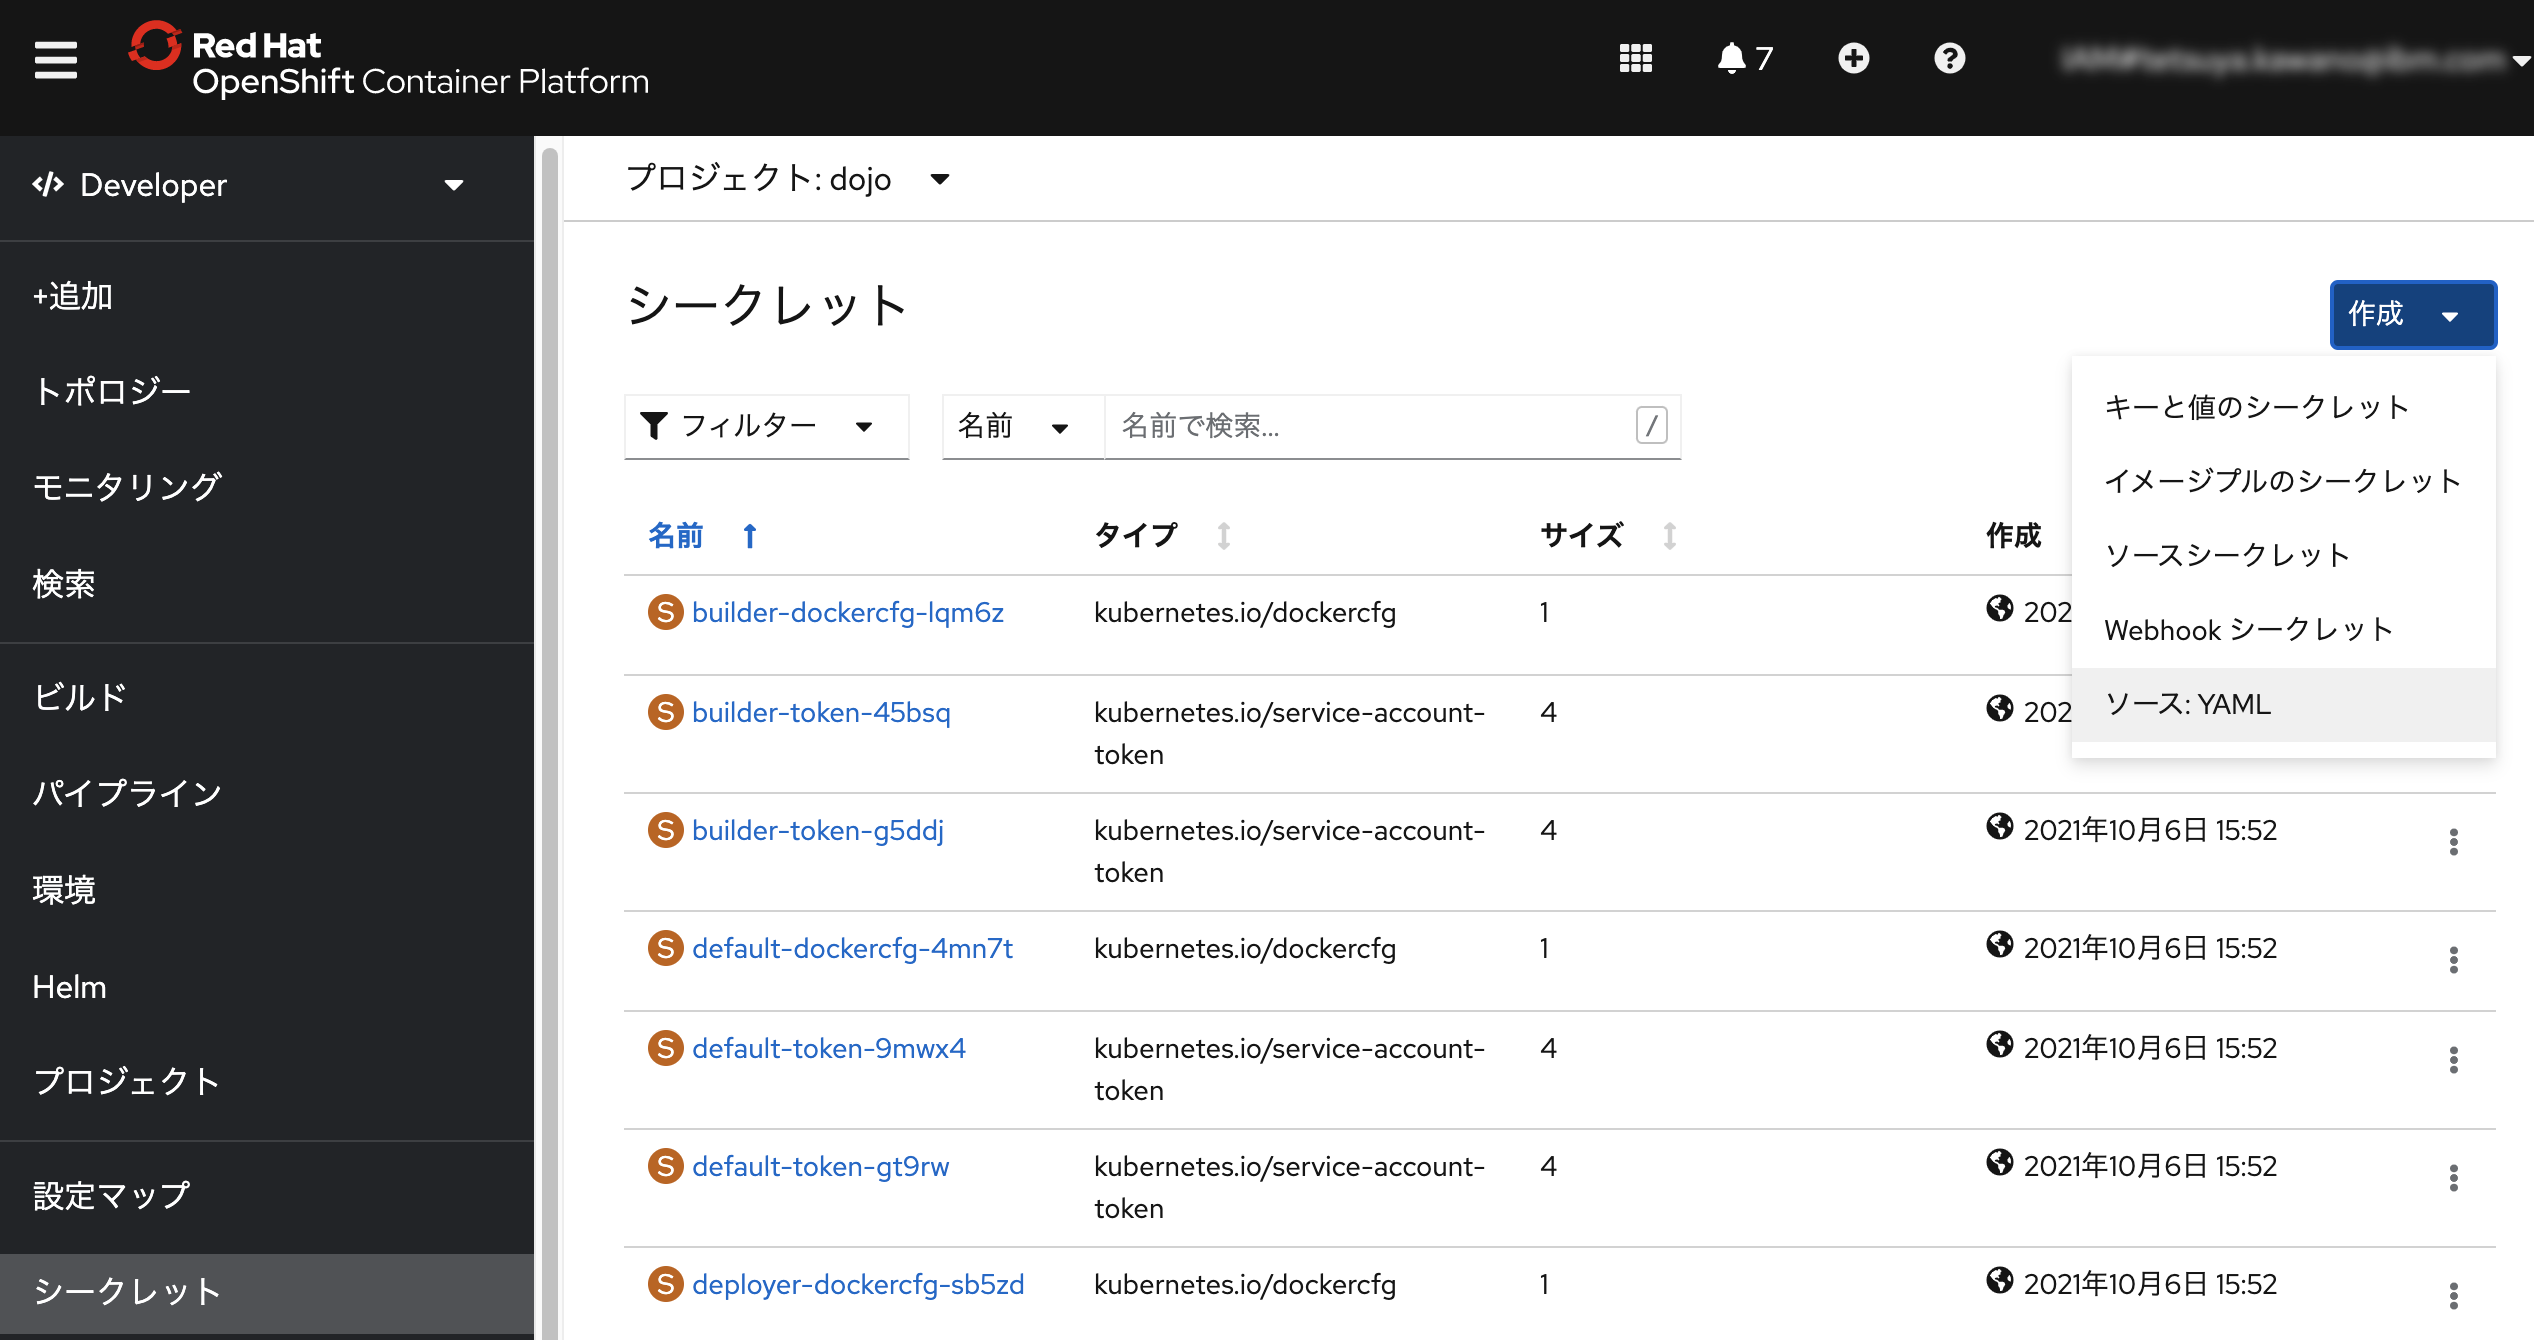 Red Hat
OpenShift Container Platform
7
Developer
+追加
トポロジー
モニタリング
検索
ビルド
パイプライン
環境
Helm
プロジェクト
設定マップ
シークレット
プロジェクト: dojo
シークレット
作成
キーと値のシークレット
イメージプルのシークレット
ソースシークレット
Webhook シークレット
ソース: YAML
フィルター
名前
名前で検索...
/
名前 タイプ サイズ 作成
S builder-dockercfg-lqm6z kubernetes.io/dockercfg 1 202
S builder-token-45bsq kubernetes.io/service-account-token 4 202
S builder-token-g5ddj kubernetes.io/service-account-token 4 2021年10月6日 15:52
S default-dockercfg-4mn7t kubernetes.io/dockercfg 1 2021年10月6日 15:52
S default-token-9mwx4 kubernetes.io/service-account-token 4 2021年10月6日 15:52
S default-token-gt9rw kubernetes.io/service-account-token 4 2021年10月6日 15:52
S deployer-dockercfg-sb5zd kubernetes.io/dockercfg 1 2021年10月6日 15:52